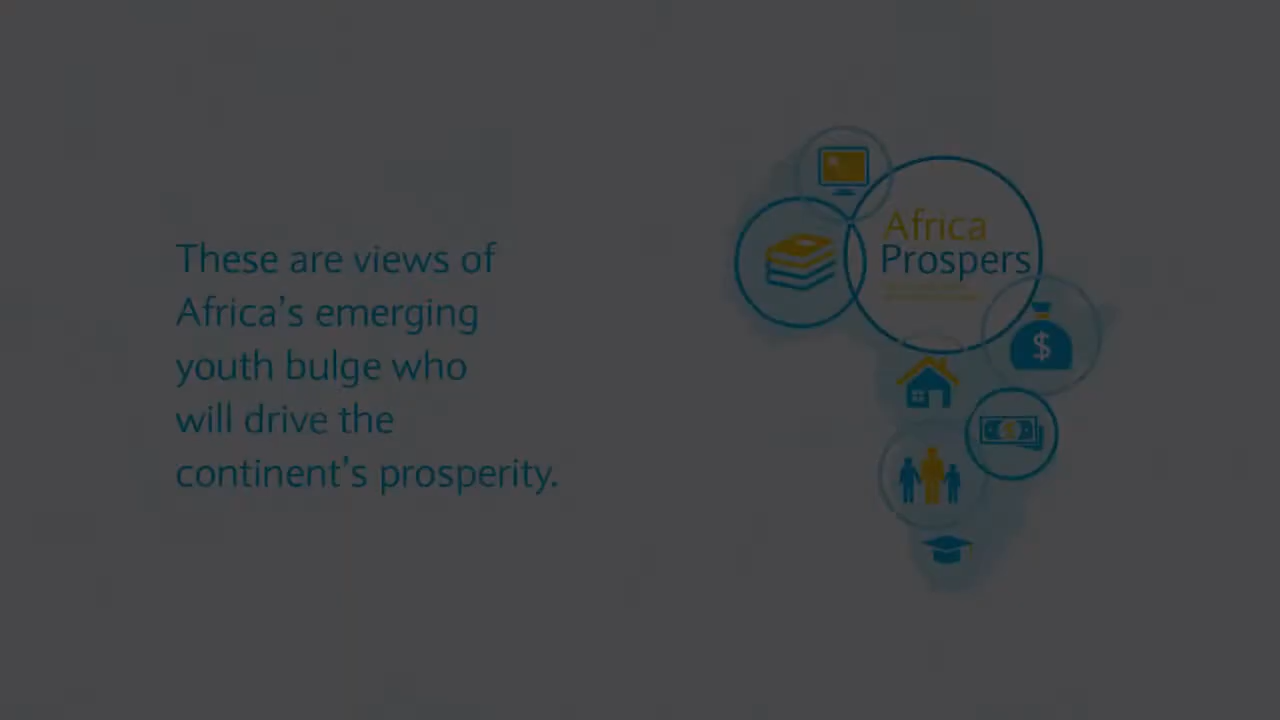 These are views of
Africa's emerging
youth bulge who
will drive the
continent's prosperity.
Africa
Prospers
$